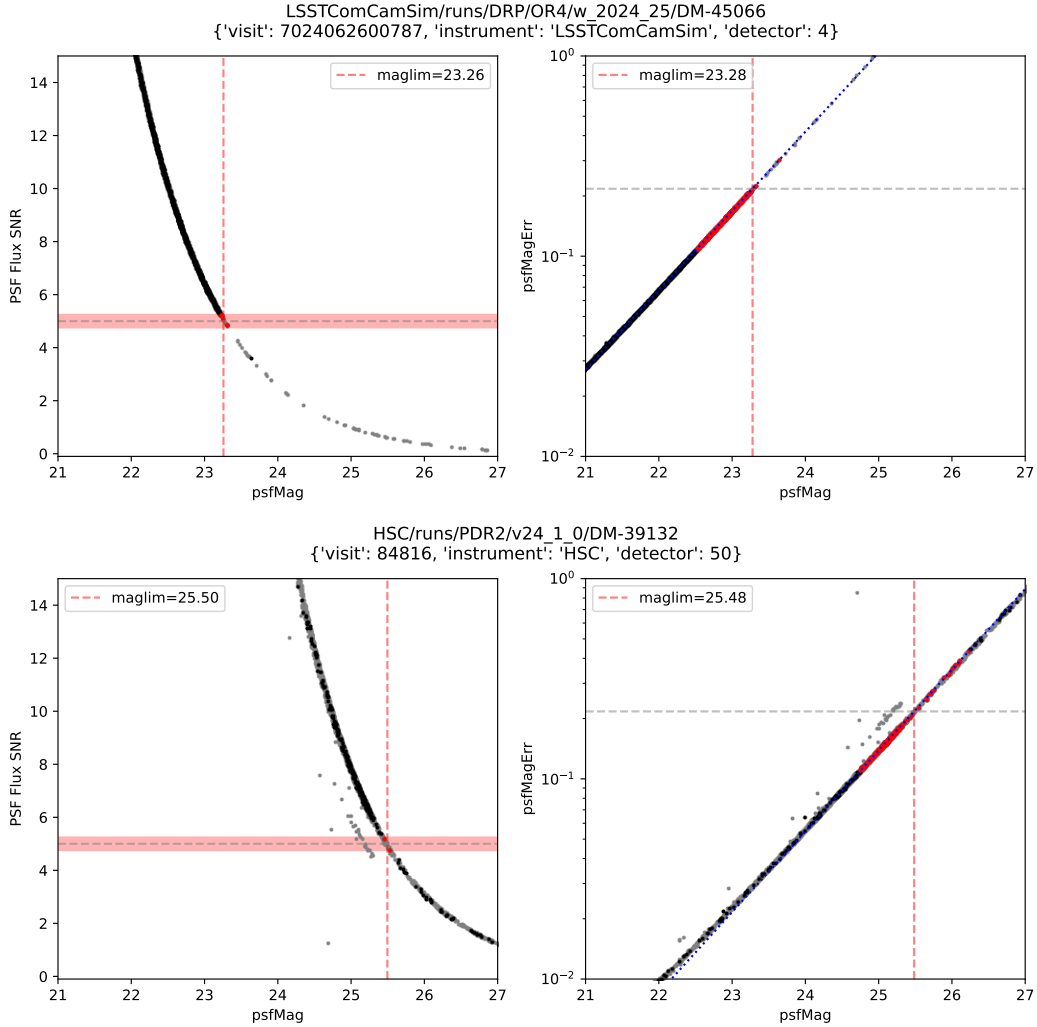 LSSTComCamSim/runs/DRP/OR4/w_2024_25/DM-45066
{'visit': 7024062600787, 'instrument': 'LSSTComCamSim', 'detector': 4}
14
12
10
8
6
4
2
0
PSF Flux SNR
maglim=23.26
21 22 23 24 25 26 27
psfMag
10⁰
10⁻¹
10⁻²
psfMagErr
maglim=23.28
21 22 23 24 25 26 27
psfMag
HSC/runs/PDR2/v24_1_0/DM-39132
{'visit': 84816, 'instrument': 'HSC', 'detector': 50}
14
12
10
8
6
4
2
0
PSF Flux SNR
maglim=25.50
21 22 23 24 25 26 27
psfMag
10⁰
10⁻¹
10⁻²
psfMagErr
maglim=25.48
21 22 23 24 25 26 27
psfMag